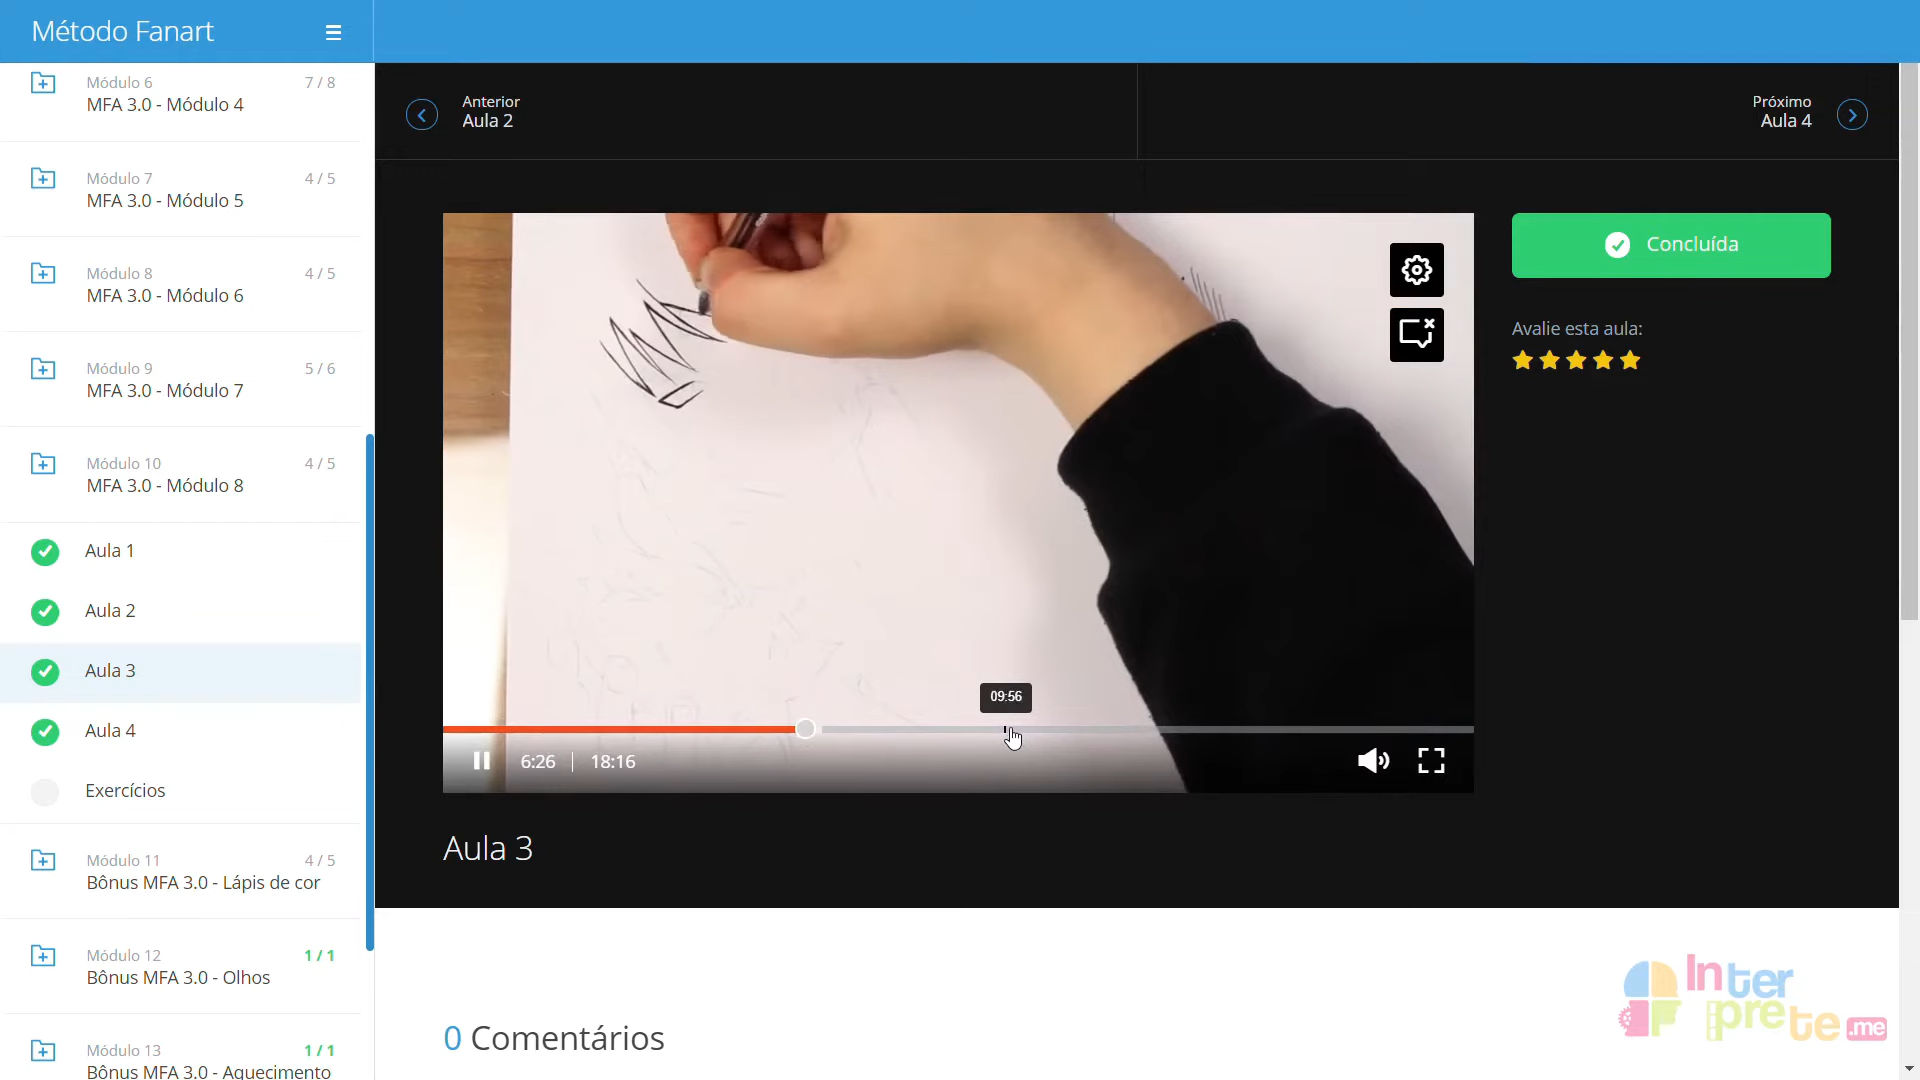 Método Fanart
Módulo 6
7 / 8
MFA 3.0 - Módulo 4
Módulo 7
4 / 5
MFA 3.0 - Módulo 5
Módulo 8
4 / 5
MFA 3.0 - Módulo 6
Módulo 9
5 / 6
MFA 3.0 - Módulo 7
Módulo 10
4 / 5
MFA 3.0 - Módulo 8
Aula 1
Aula 2
Aula 3
Aula 4
Exercícios
Módulo 11
4 / 5
Bônus MFA 3.0 - Lápis de cor
Módulo 12
1 / 1
Bônus MFA 3.0 - Olhos
Módulo 13
1 / 1
Bônus MFA 3.0 - Aquecimento
Anterior
Aula 2
Próximo
Aula 4
Concluída
Avalie esta aula:
09:56
6:26 | 18:16
Aula 3
0 Comentários
Inter
prete.me